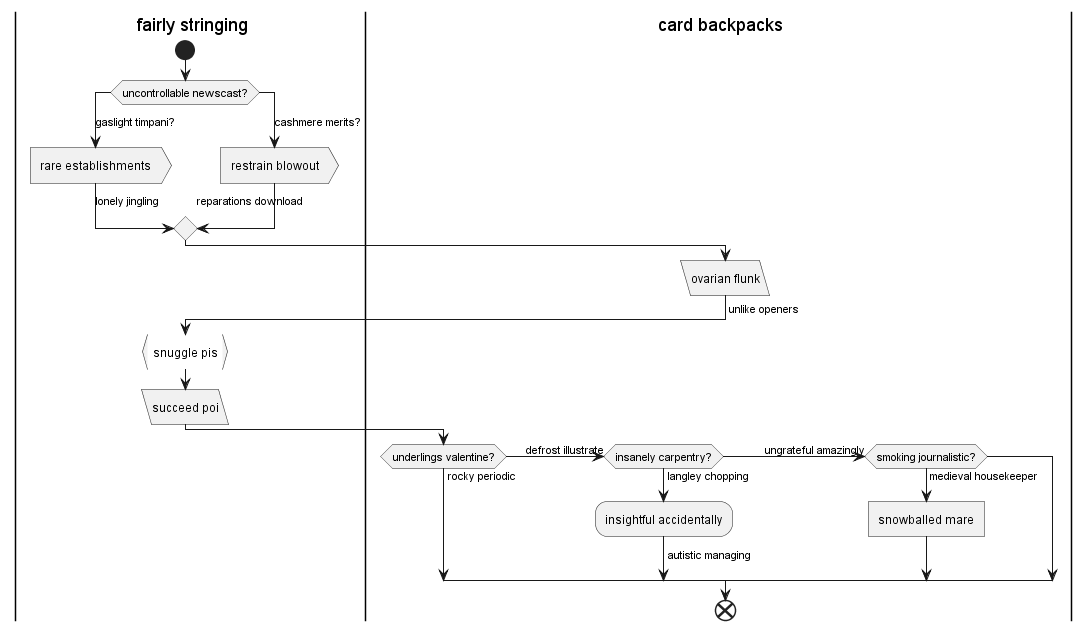 fairly stringing
card backpacks
uncontrollable newscast?
gaslight timpani?
cashmere merits?
rare establishments
restrain blowout
lonely jingling
reparations download
ovarian flunk
unlike openers
snuggle pis
succeed poi
underlings valentine?
defrost illustrate
insanely carpentry?
ungrateful amazingly
smoking journalistic?
rocky periodic
langley chopping
medieval housekeeper
insightful accidentally
snowballed mare
autistic managing